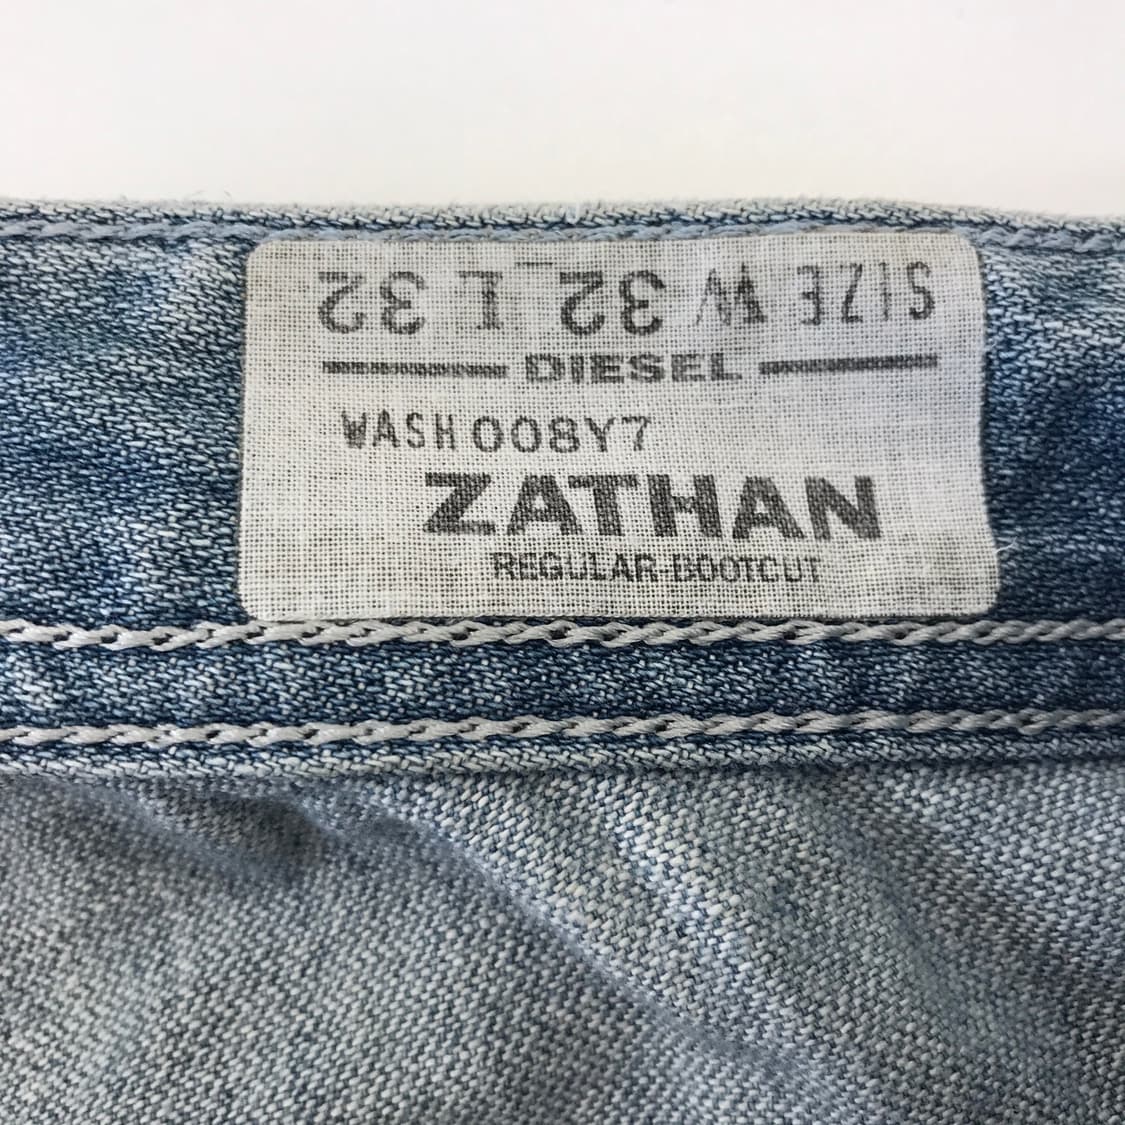 SIZE W 32 L 32
DIESEL
WASH 008Y7
ZATHAN
REGULAR-BOOTCUT